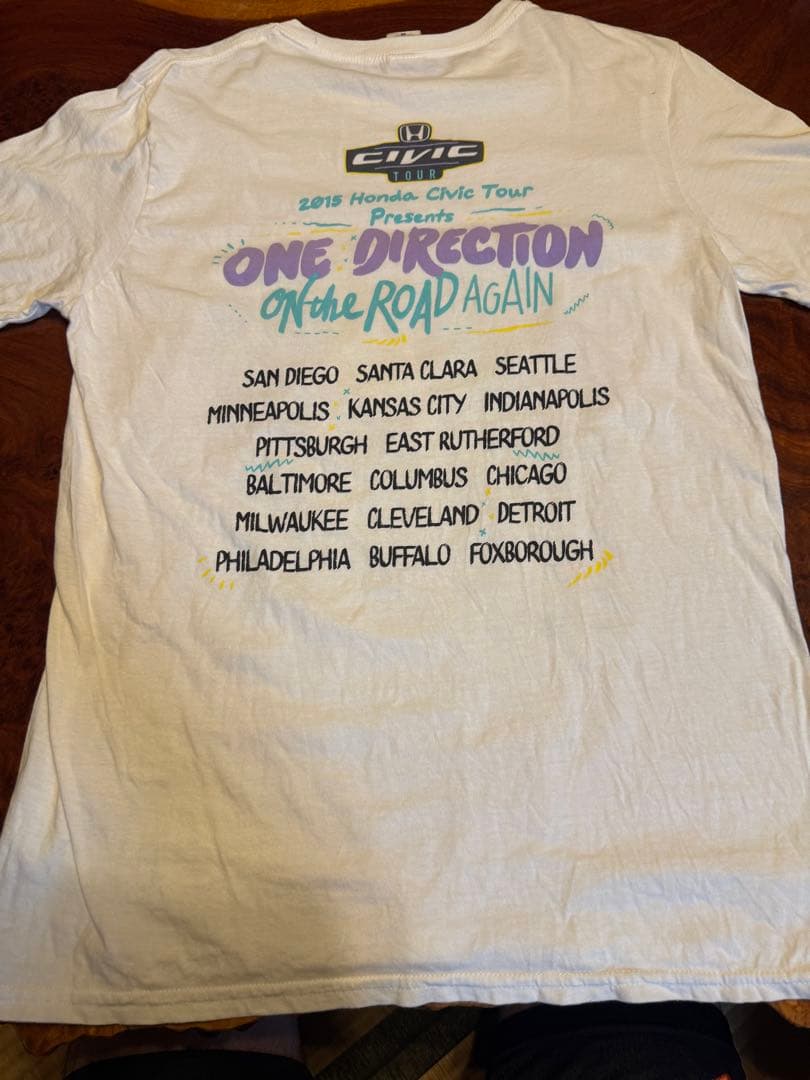 CIVIC
TOUR
2015 Honda Civic Tour
Presents
ONE DIRECTION
ON the ROAD AGAIN
SAN DIEGO SANTA CLARA SEATTLE
MINNEAPOLIS KANSAS CITY INDIANAPOLIS
PITTSBURGH EAST RUTHERFORD
BALTIMORE COLUMBUS CHICAGO
MILWAUKEE CLEVELAND DETROIT
PHILADELPHIA BUFFALO FOXBOROUGH